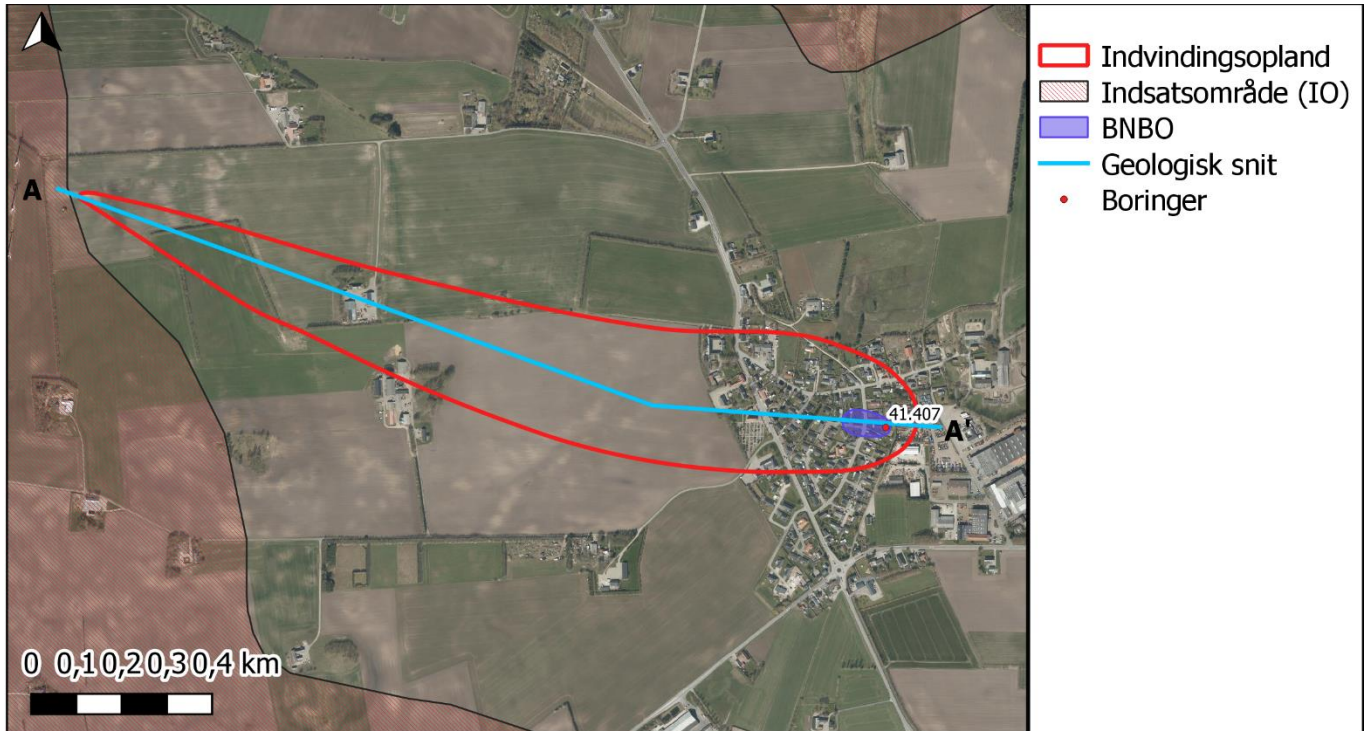 Indvindingsopland
Indsatsområde (IO)
BNBO
Geologisk snit
Boringer
A
41.407
A'
0 0,10,20,30,4 km